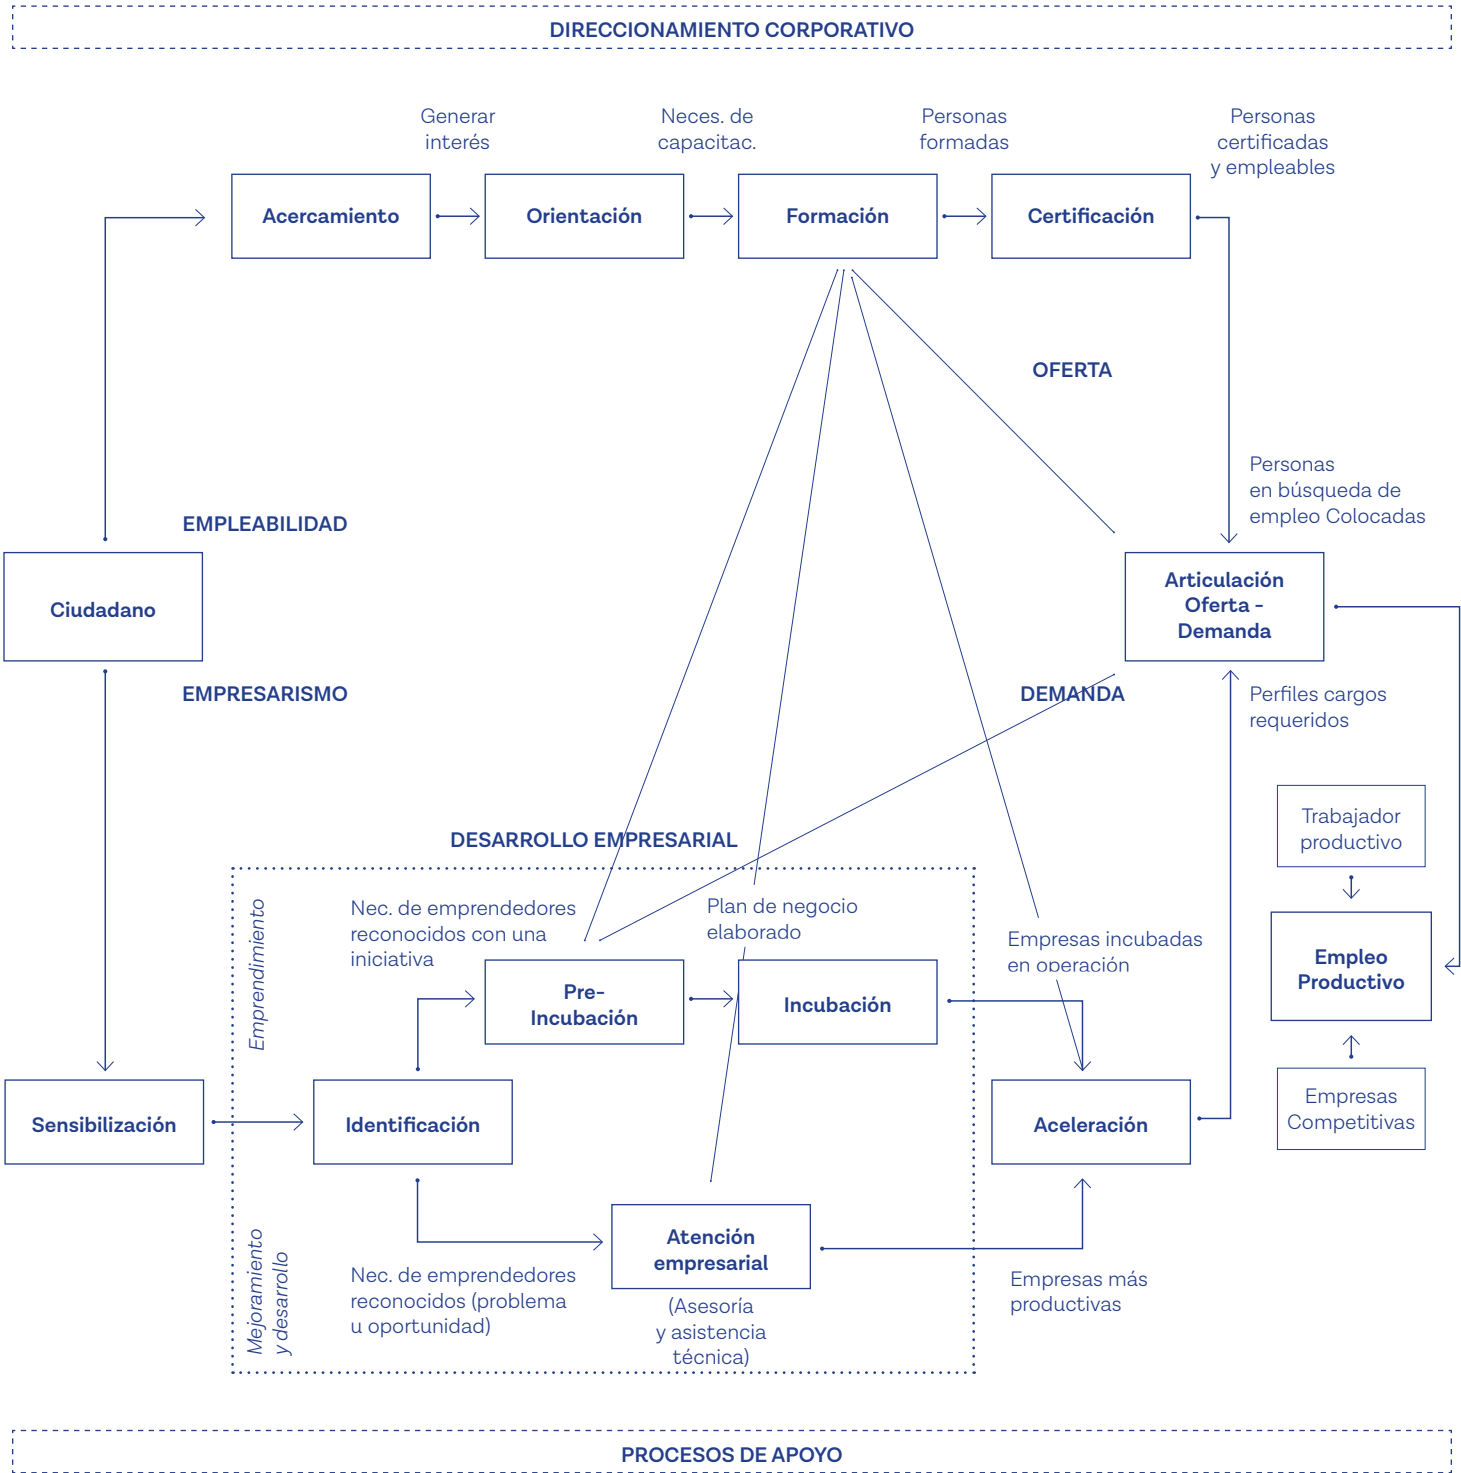 DIRECCIONAMIENTO CORPORATIVO
Generar
interés
Neces. de
capacitac.
Personas
formadas
Personas
certificadas
y empleables
Acercamiento
Orientación
Formación
Certificación
OFERTA
Personas
en búsqueda de
empleo Colocadas
EMPLEABILIDAD
Ciudadano
Articulación
Oferta -
Demanda
EMPRESARISMO
DEMANDA
Perfiles cargos
requeridos
Trabajador
productivo
DESARROLLO EMPRESARIAL
Emprendimiento
Nec. de emprendedores
reconocidos con una
iniciativa
Plan de negocio
elaborado
Empresas incubadas
en operación
Empleo
Productivo
Pre-
Incubación
Incubación
Sensibilización
Identificación
Aceleración
Empresas
Competitivas
Mejoramiento
y desarrollo
Atención
empresarial
Nec. de emprendedores
reconocidos (problema
u oportunidad)
(Asesoría
y asistencia
técnica)
Empresas más
productivas
PROCESOS DE APOYO